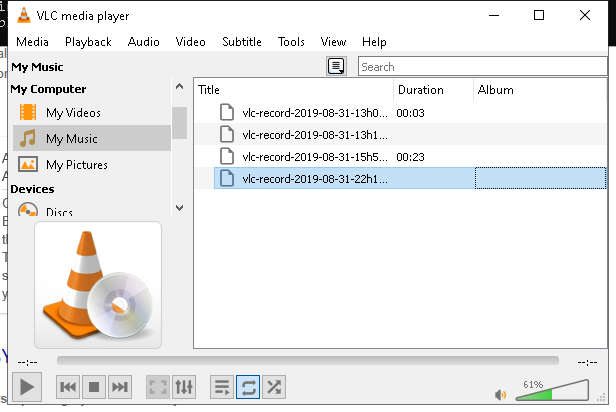 VLC media player
Media Playback Audio Video Subtitle Tools View Help
My Music
Search
My Computer
My Videos
My Music
My Pictures
Devices
Discs
Title Duration Album
vlc-record-2019-08-31-13h0... 00:03
vlc-record-2019-08-31-13h1...
vlc-record-2019-08-31-15h5... 00:23
vlc-record-2019-08-31-22h1...
--:-- --:--
61%